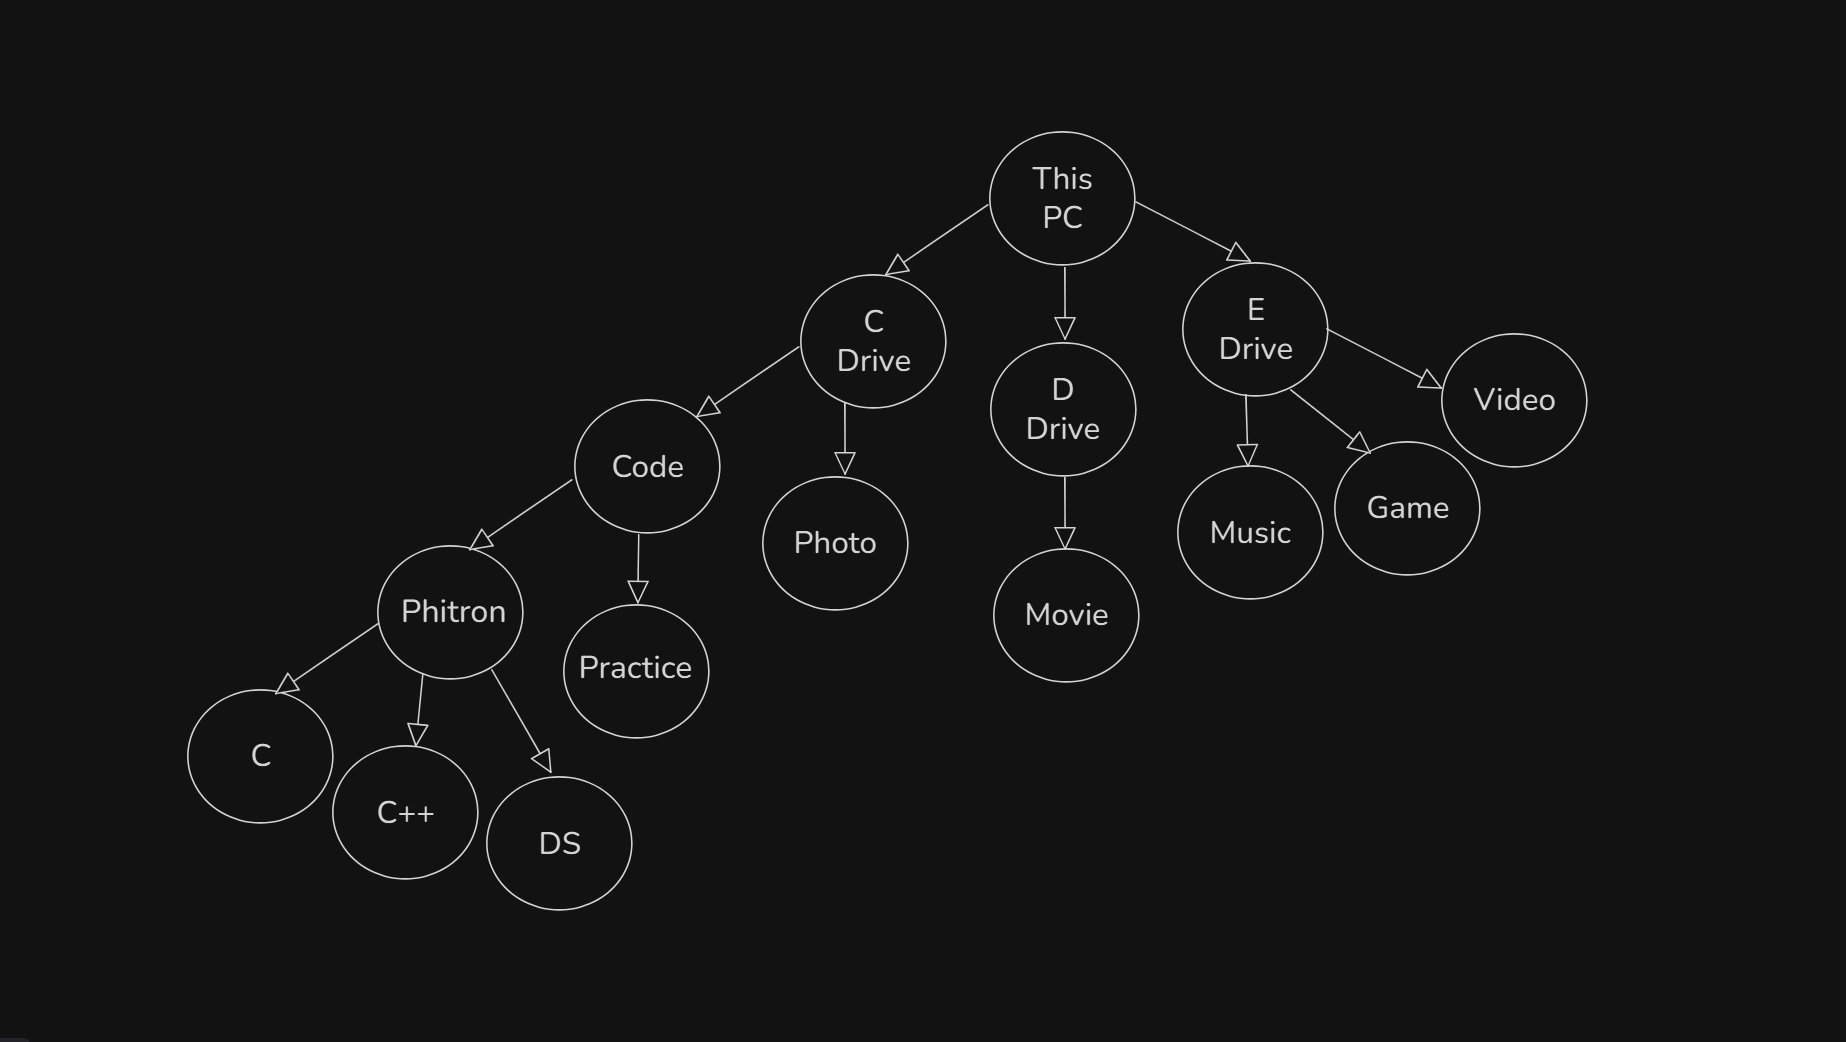 This
PC
C
Drive
D
Drive
E
Drive
Code
Photo
Movie
Music
Game
Video
Phitron
Practice
C
C++
DS